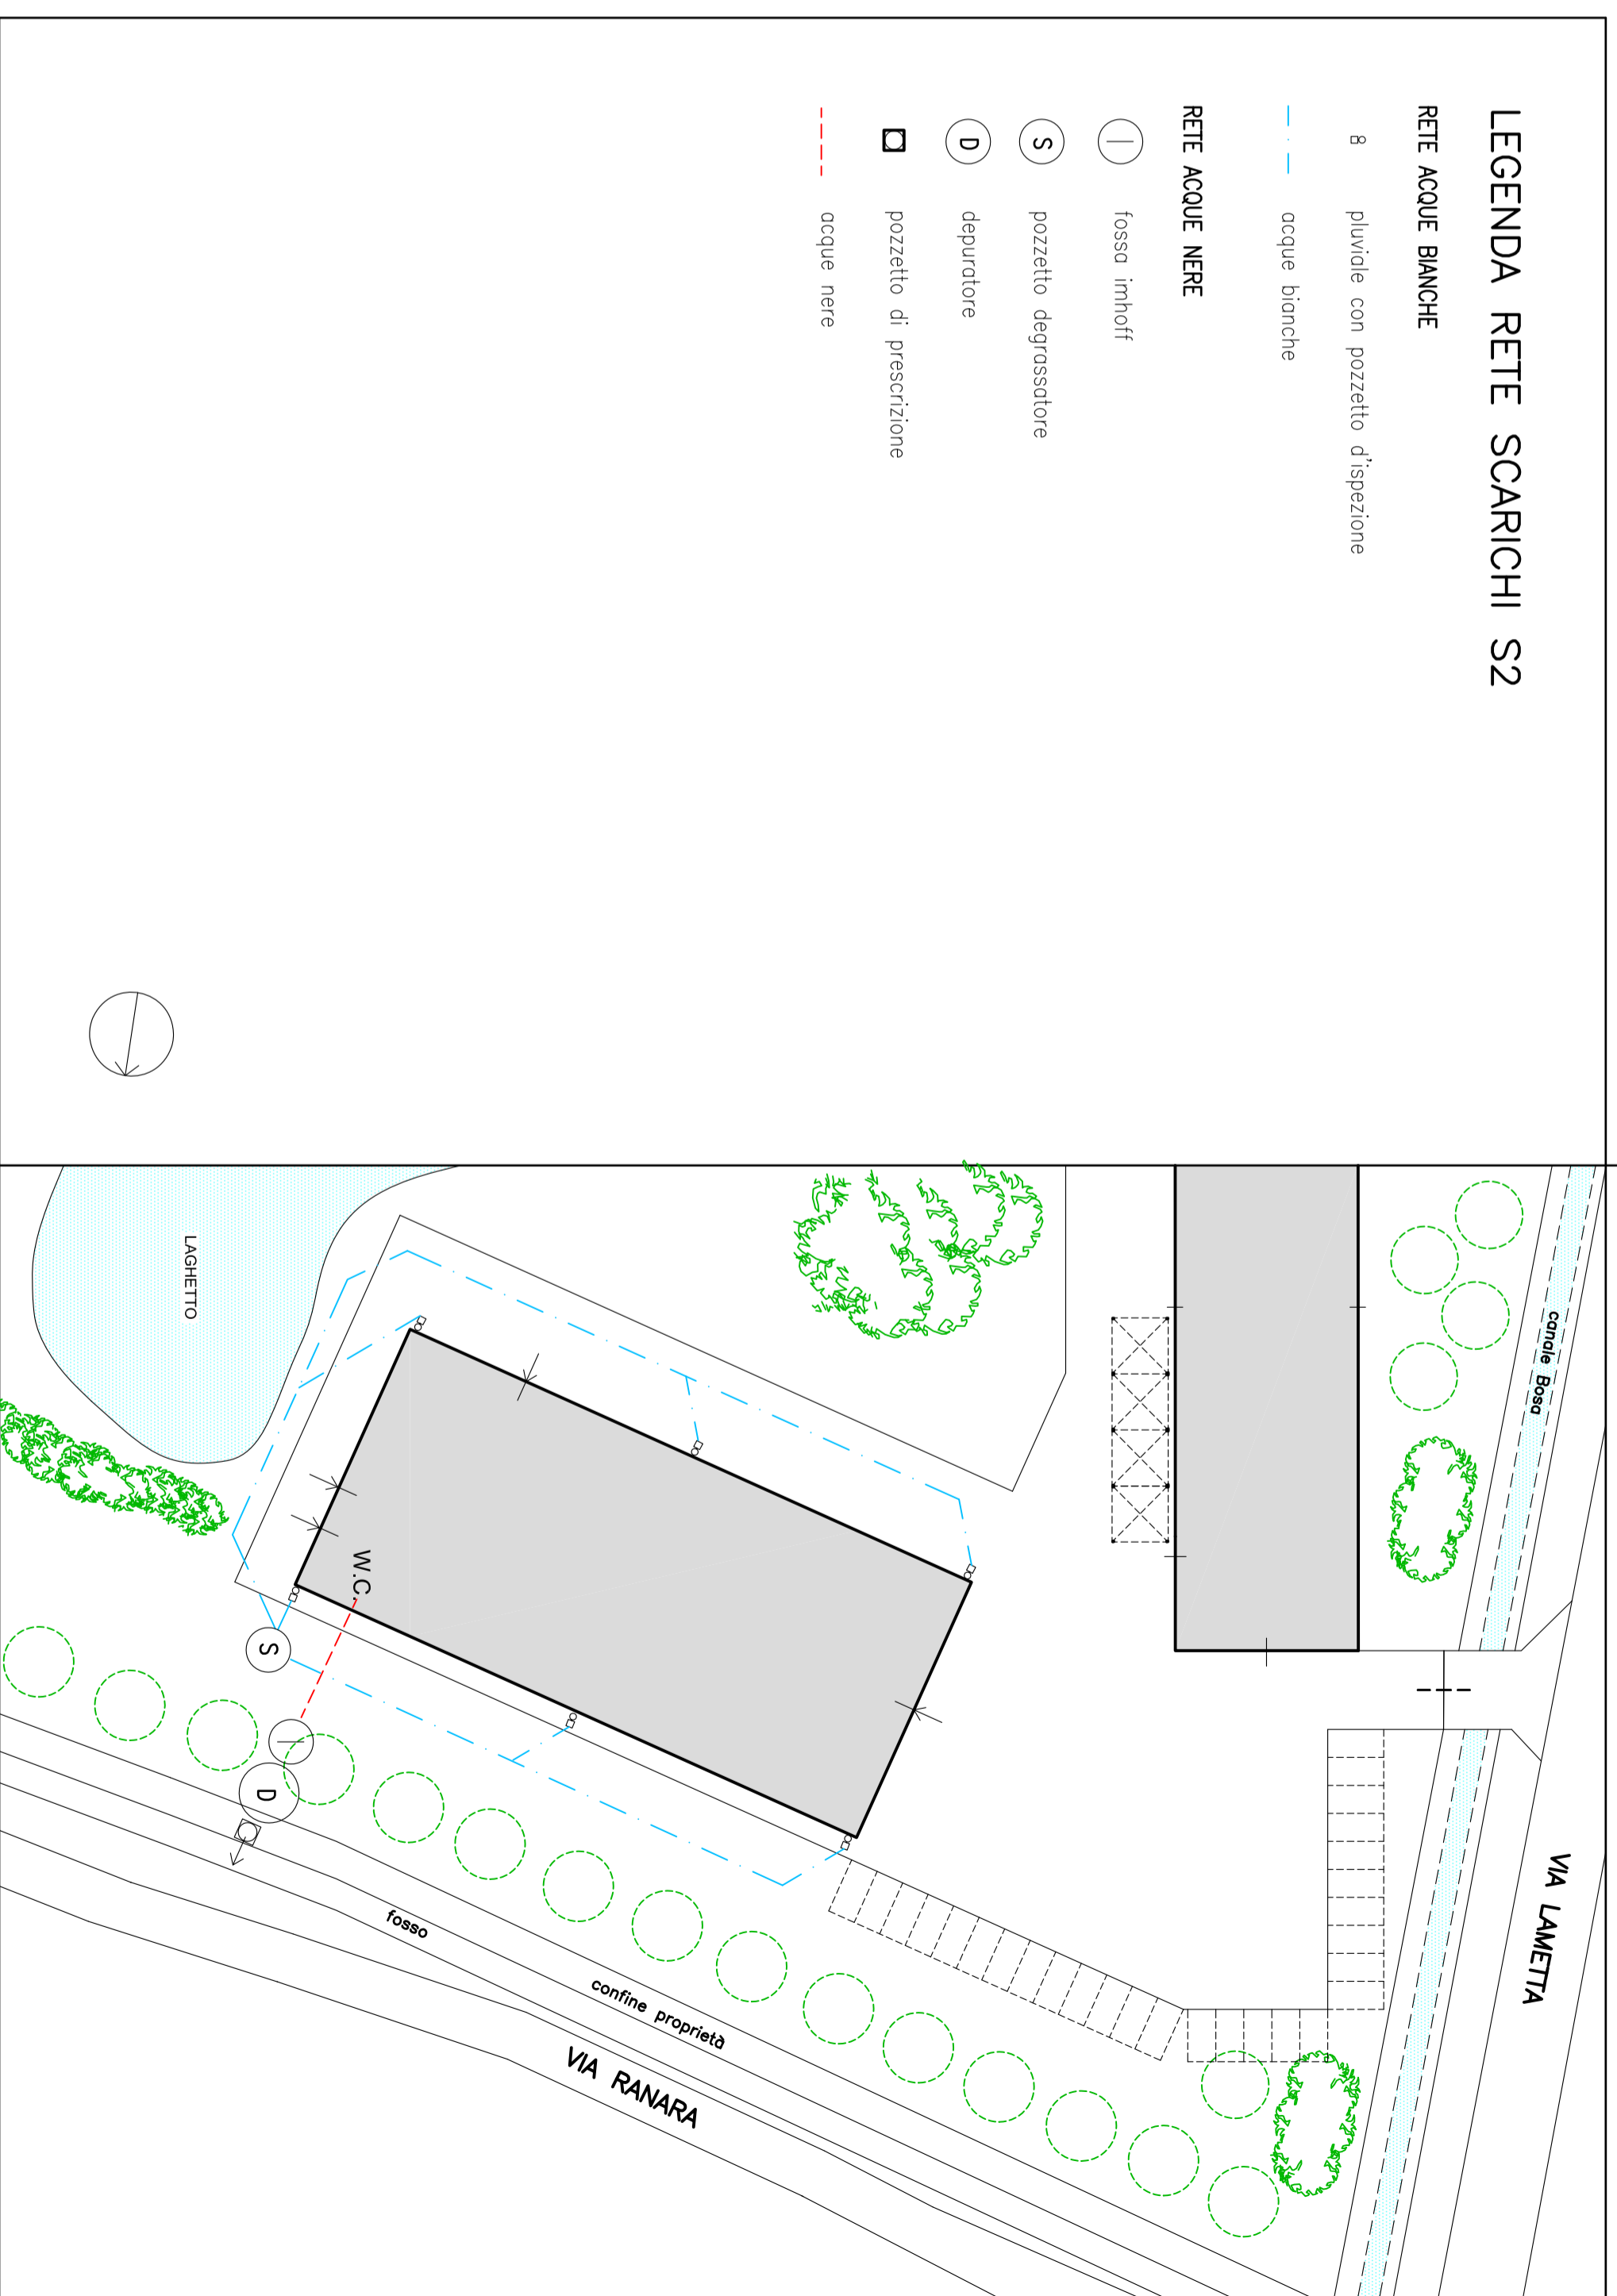 LEGENDA RETE SCARICHI S2
RETE ACQUE BIANCHE
pluviale con pozzetto d'ispezione
acque bianche
RETE ACQUE NERE
fossa imhoff
S pozzetto degrassatore
D depuratore
pozzetto di prescrizione
acque nere
canale Bosa
VIA LAMETTA
LAGHETTO
W.C.
S
D
fosso
confine proprietà
VIA RANARA